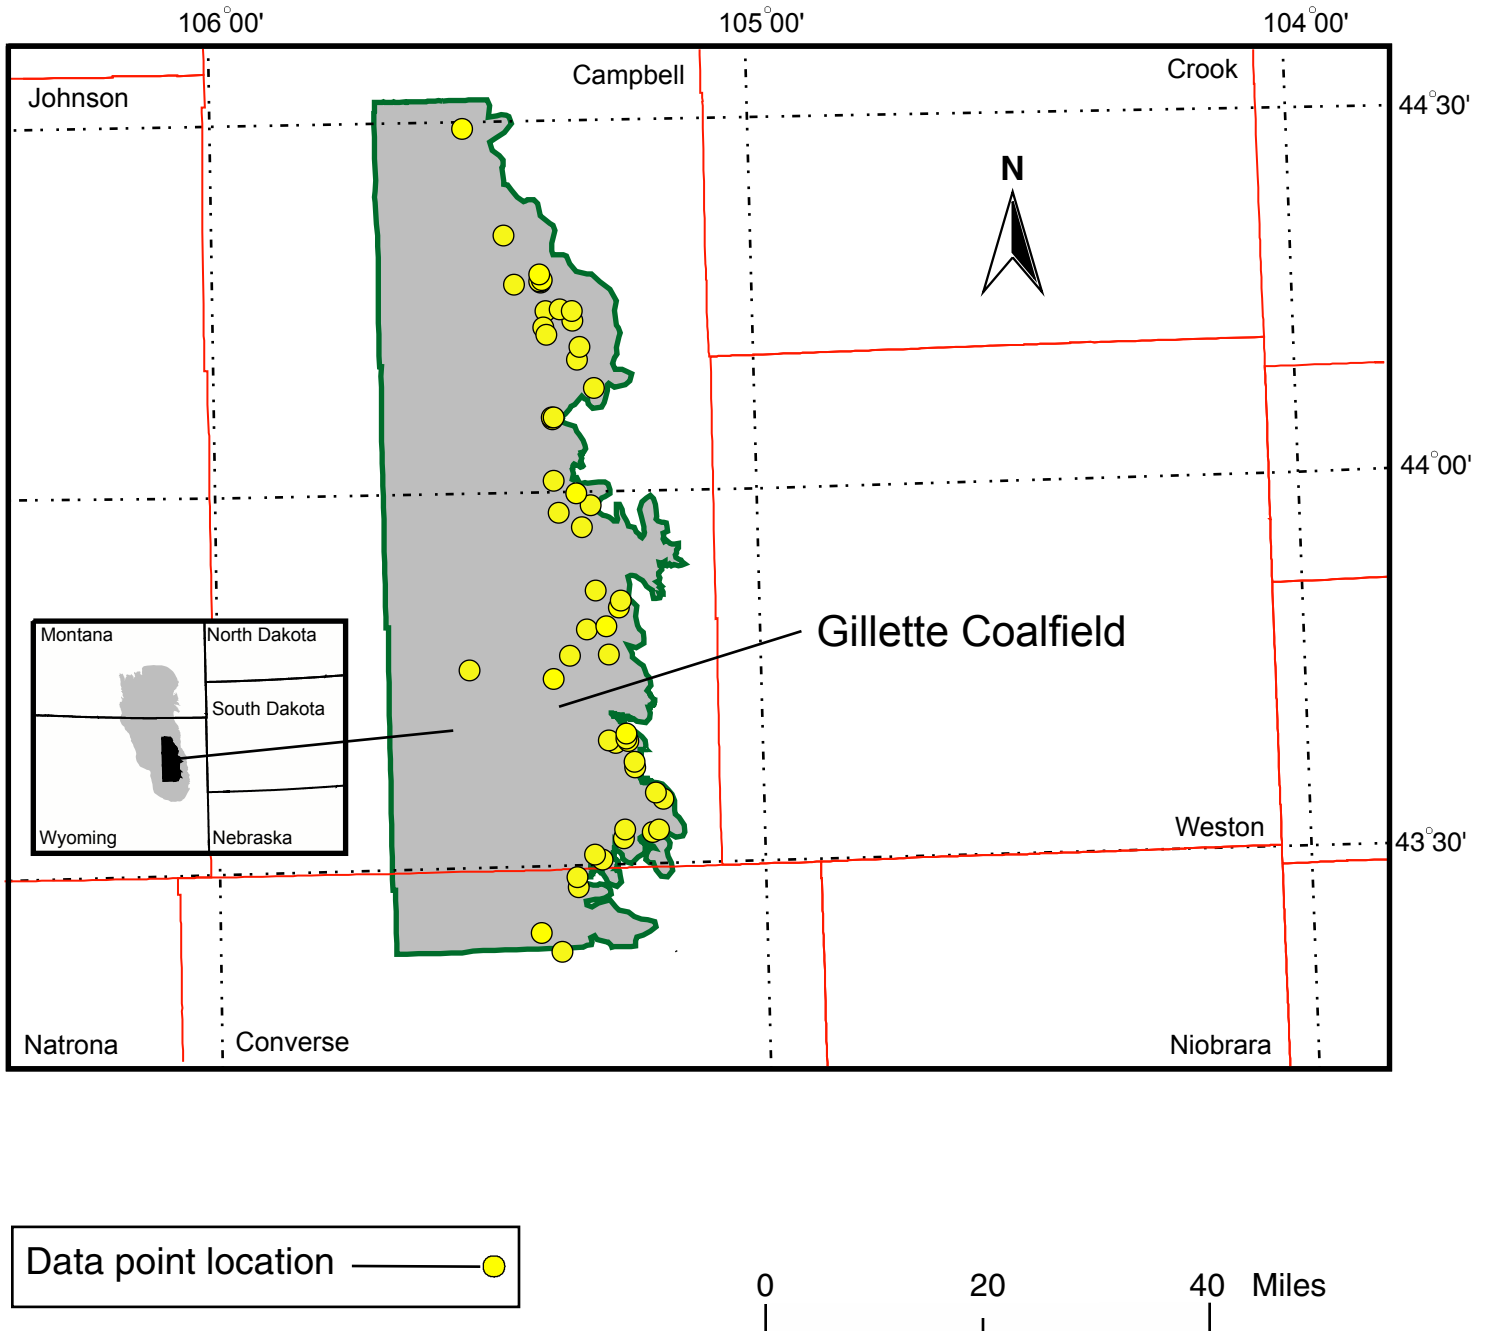 106°00' 105°00' 104°00'
Campbell Crook
Johnson
44°30'
N
44°00'
Gillette Coalfield
Montana North Dakota
South Dakota
Wyoming Nebraska
Weston
43°30'
Natrona Converse Niobrara
Data point location
0 20 40 Miles